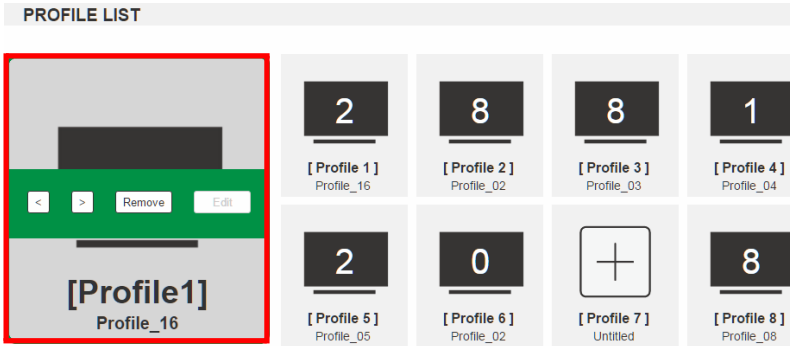 PROFILE LIST
< > Remove Edit
[Profile1]
Profile_16
2 8 8 1
[ Profile 1 ] [ Profile 2 ] [ Profile 3 ] [ Profile 4 ]
Profile_16 Profile_02 Profile_03 Profile_04
2 0 8
[ Profile 5 ] [ Profile 6 ] [ Profile 7 ] [ Profile 8 ]
Profile_05 Profile_02 Untitled Profile_08